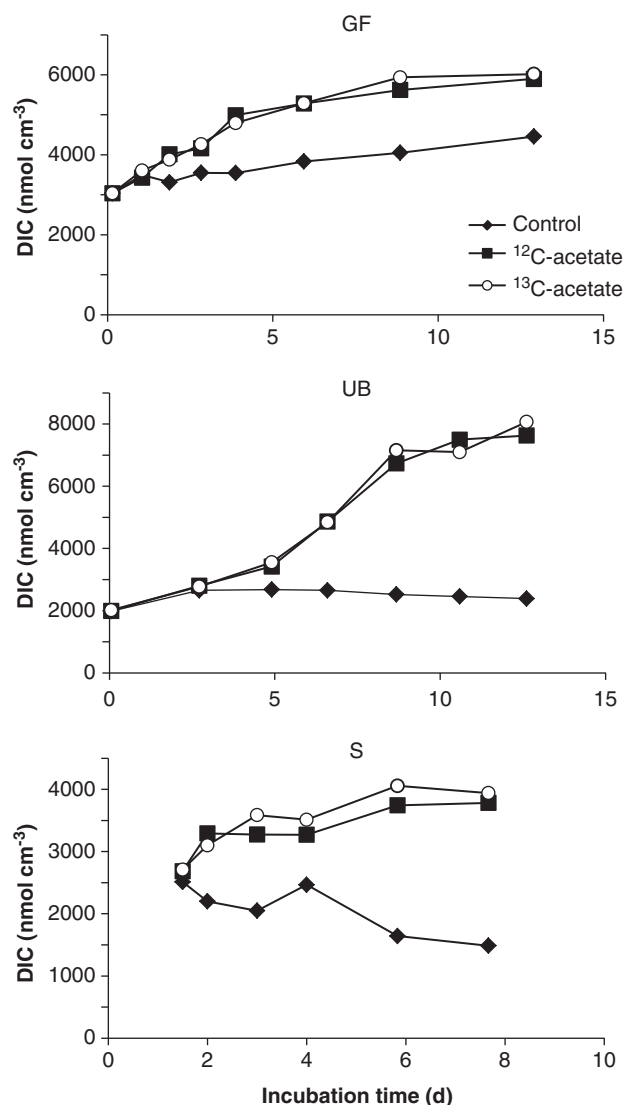 GF
DIC (nmol cm⁻³)
6000
4000
2000
0
0 5 10 15
Control
¹²C-acetate
¹³C-acetate
UB
DIC (nmol cm⁻³)
8000
6000
4000
2000
0
0 5 10 15
S
DIC (nmol cm⁻³)
4000
3000
2000
1000
0
0 2 4 6 8 10
Incubation time (d)